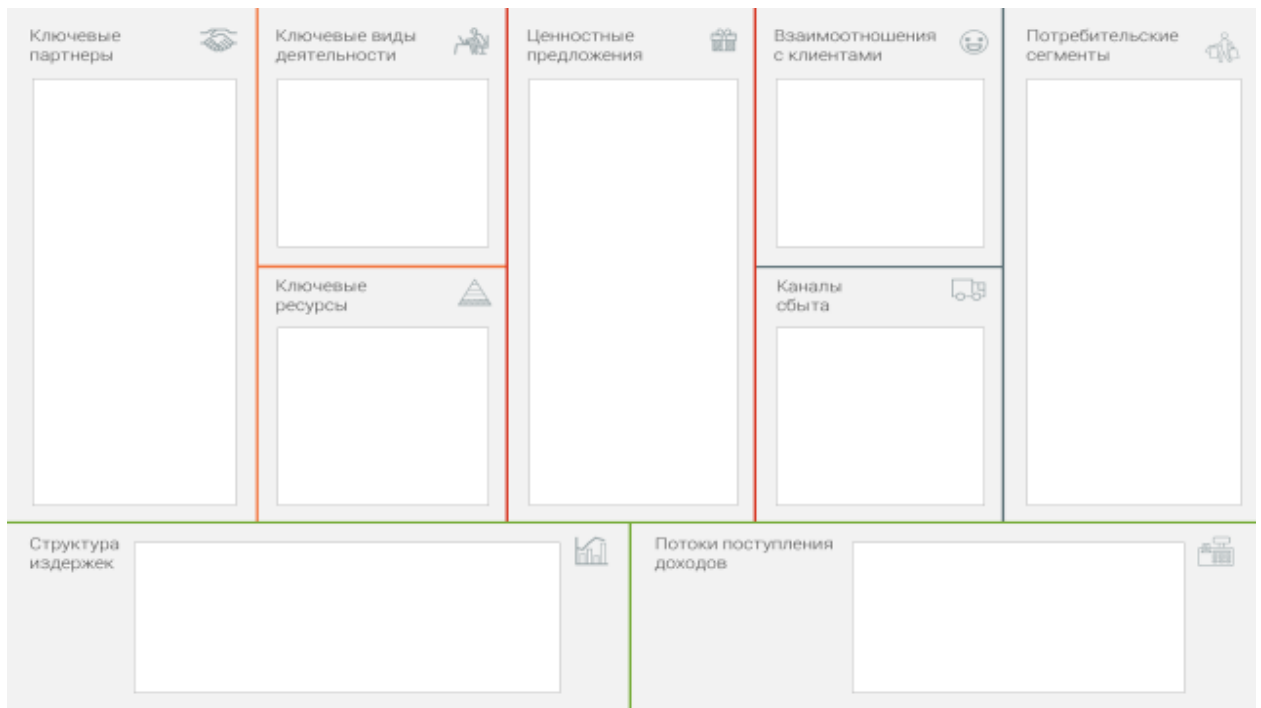 Ключевые
партнеры
Ключевые виды
деятельности
Ценностные
предложения
Взаимоотношения
с клиентами
Потребительские
сегменты
Ключевые
ресурсы
Каналы
сбыта
Структура
издержек
Потоки поступления
доходов